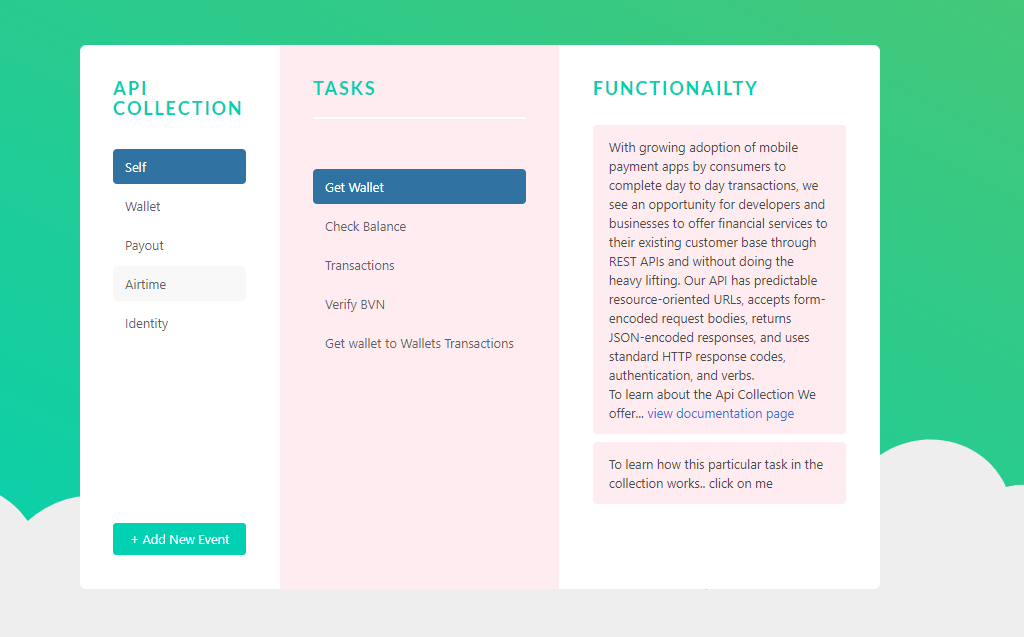 API
COLLECTION
Self
Wallet
Payout
Airtime
Identity
+ Add New Event
TASKS
Get Wallet
Check Balance
Transactions
Verify BVN
Get wallet to Wallets Transactions
FUNCTIONAILTY
With growing adoption of mobile
payment apps by consumers to
complete day to day transactions, we
see an opportunity for developers and
businesses to offer financial services to
their existing customer base through
REST APIs and without doing the
heavy lifting. Our API has predictable
resource-oriented URLs, accepts form-
encoded request bodies, returns
JSON-encoded responses, and uses
standard HTTP response codes,
authentication, and verbs.
To learn about the Api Collection We
offer... view documentation page
To learn how this particular task in the
collection works.. click on me